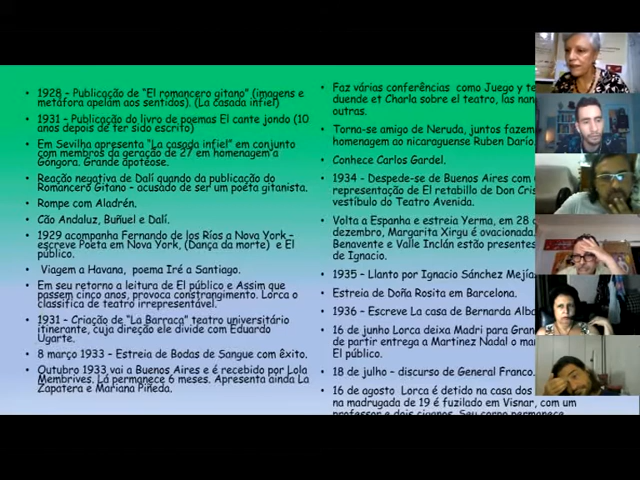 • 1928 – Publicação de "El romancero gitano" (imagens e
metáfora apelam aos sentidos). (La casada infiel)
• 1931 – Publicação do livro de poemas El cante jondo (10
anos depois de ter sido escrito)
• Em Sevilha apresenta "La casada infiel" em conjunto
com membros da geração de 27 em homenagem a
Góngora. Grande apoteose.
• Reação negativa de Dalí quando da publicação do
Romancero Gitano – acusado de ser um poeta gitanista.
• Rompe com Aladrén.
• Cão Andaluz, Buñuel e Dalí.
• 1929 acompanha Fernando de los Ríos a Nova York –
escreve Poeta em Nova York, (Dança da morte) e El
público.
• Viagem a Havana, poema Iré a Santiago.
• Em seu retorno a leitura de El público e Assim que
passem cinco anos, provoca constrangimento. Lorca o
classifica de teatro irrepresentável.
• 1931 – Criação de "La Barraca" teatro universitário
itinerante, cuja direção ele divide com Eduardo
Ugarte.
• 8 março 1933 – Estreia de Bodas de Sangue com êxito.
• Outubro 1933 vai a Buenos Aires e é recebido por Lola
Membrives. Lá permanece 6 meses. Apresenta ainda La
Zapatera e Mariana Piñeda.
• Faz várias conferências como Juego y te
duende et Charla sobre el teatro, las nan
outras.
• Torna-se amigo de Neruda, juntos fazem
homenagem ao nicaraguense Ruben Dario.
• Conhece Carlos Gardel.
• 1934 - Despede-se de Buenos Aires com
representação de El retabillo de Don Cris
vestíbulo do Teatro Avenida.
• Volta a Espanha e estreia Yerma, em 28 d
dezembro, Margarita Xirgu é ovacionada.
Benavente e Valle Inclán estão presentes
de Ignacio.
• 1935 – Llanto por Ignacio Sánchez Mejía
• Estreia de Doña Rosita em Barcelona.
• 1936 – Escreve La casa de Bernarda Alba
• 16 de junho Lorca deixa Madri para Gran
de partir entrega a Martinez Nadal o ma
El público.
• 18 de julho – discurso de General Franco.
• 16 de agosto Lorca é detido na casa dos
na madrugada de 19 é fuzilado em Visnar, com um
professor e dois ciganos. Seu corpo permanece